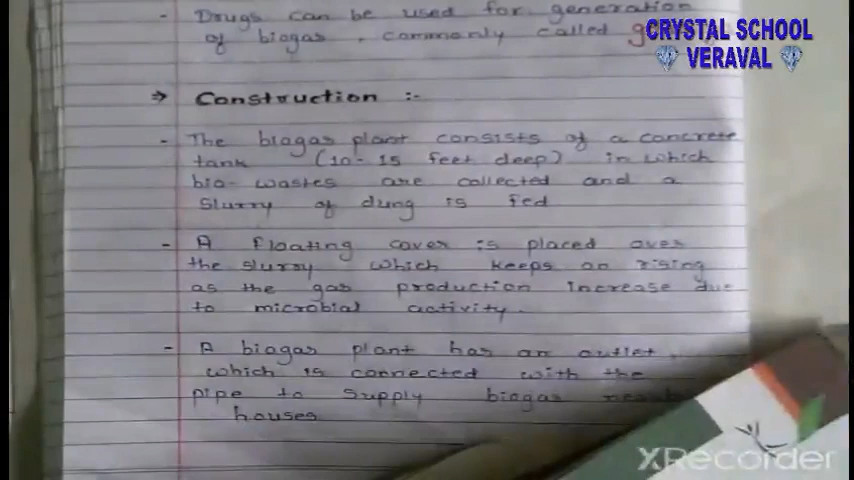 - Drugs can be used for generation
of biogas, commonly called g
CRYSTAL SCHOOL
VERAVAL
⇒ Construction :-
- The biogas plant consists of a concrete
tank (10-15 feet deep) in which
bio-wastes are collected and a
slurry of dung is fed
- A floating cover is placed over
the slurry which keeps on rising
as the gas production increase due
to microbial activity.
- A biogas plant has an outlet,
which is connected with the
pipe to supply biogas
houses
XRecorder